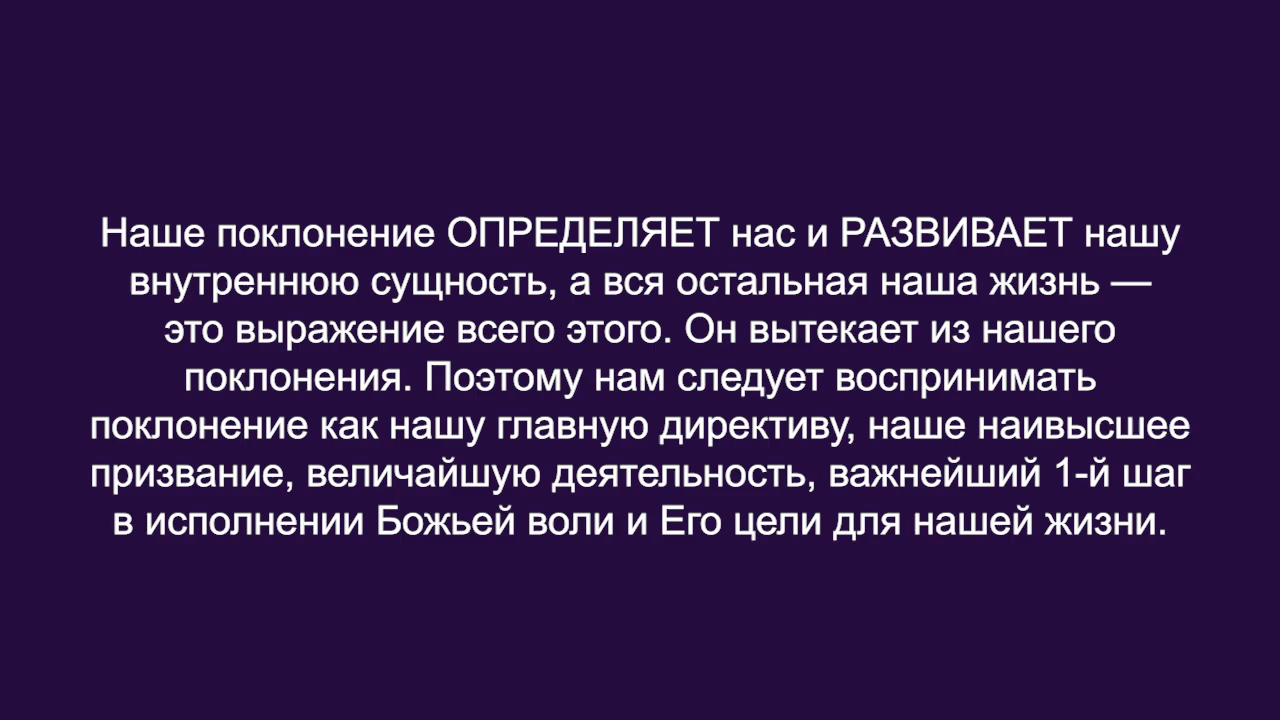 Наше поклонение ОПРЕДЕЛЯЕТ нас и РАЗВИВАЕТ нашу
внутреннюю сущность, а вся остальная наша жизнь —
это выражение всего этого. Он вытекает из нашего
поклонения. Поэтому нам следует воспринимать
поклонение как нашу главную директиву, наше наивысшее
призвание, величайшую деятельность, важнейший 1-й шаг
в исполнении Божьей воли и Его цели для нашей жизни.